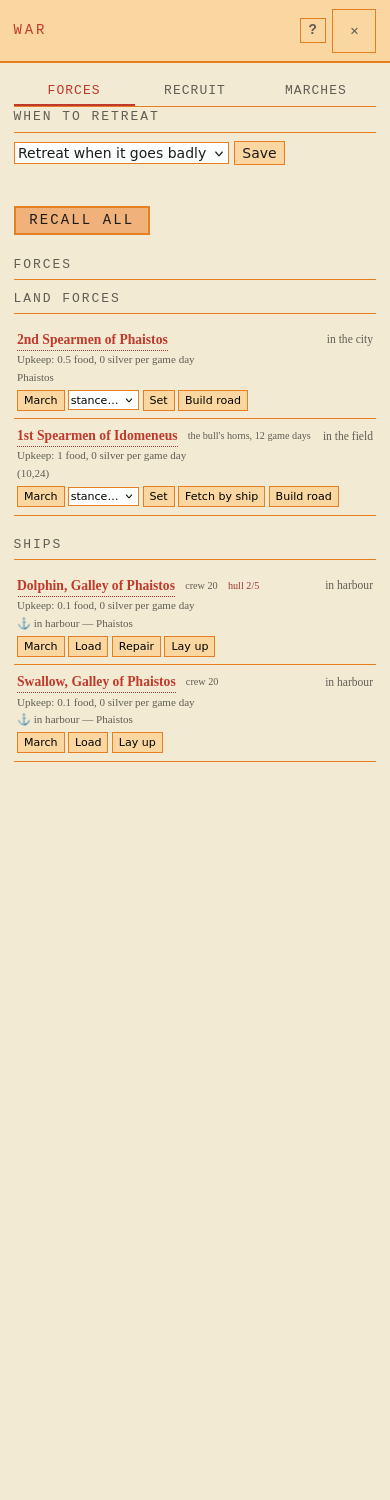 WAR
?
×
FORCES RECRUIT MARCHES
WHEN TO RETREAT
Retreat when it goes badly Save
RECALL ALL
FORCES
LAND FORCES
2nd Spearmen of Phaistos in the city
Upkeep: 0.5 food, 0 silver per game day
Phaistos
March stance… Set Build road
1st Spearmen of Idomeneus the bull's horns, 12 game days in the field
Upkeep: 1 food, 0 silver per game day
(10,24)
March stance… Set Fetch by ship Build road
SHIPS
Dolphin, Galley of Phaistos crew 20 hull 2/5 in harbour
Upkeep: 0.1 food, 0 silver per game day
⚓ in harbour — Phaistos
March Load Repair Lay up
Swallow, Galley of Phaistos crew 20 in harbour
Upkeep: 0.1 food, 0 silver per game day
⚓ in harbour — Phaistos
March Load Lay up